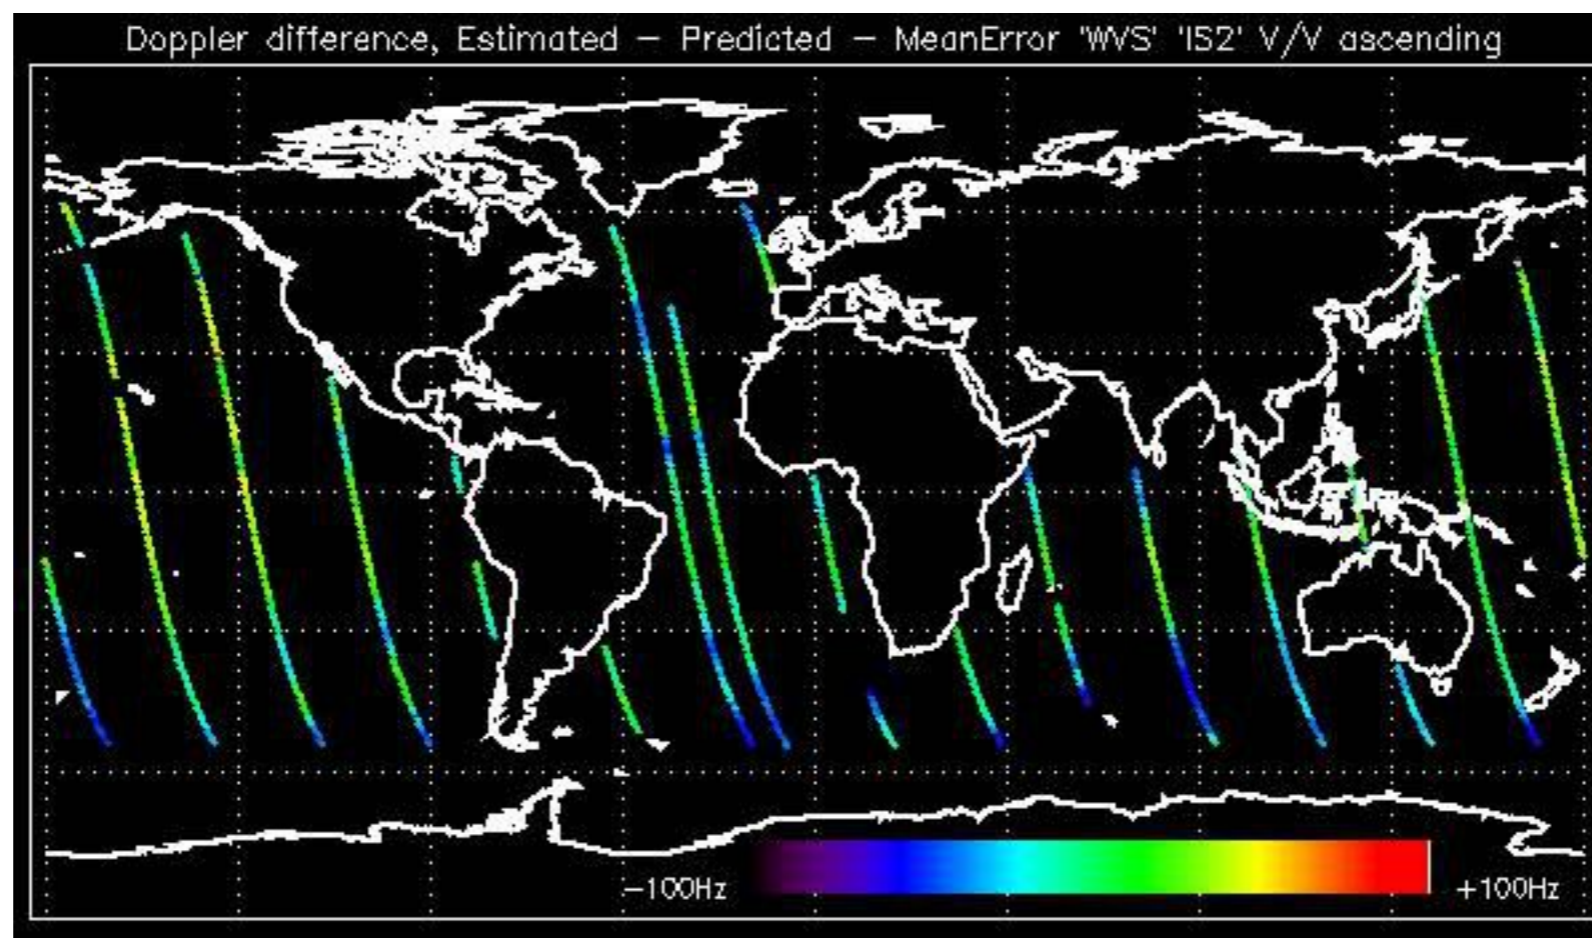 Doppler difference, Estimated – Predicted – MeanError 'WVS' 'IS2' V/V ascending
-100Hz
+100Hz